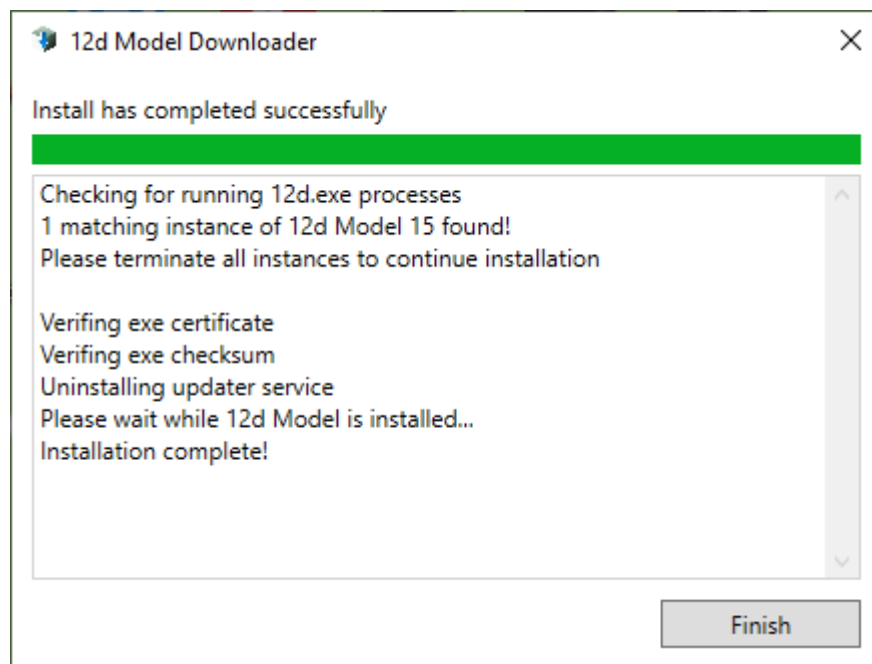 12d Model Downloader
Install has completed successfully
Checking for running 12d.exe processes
1 matching instance of 12d Model 15 found!
Please terminate all instances to continue installation
Verifing exe certificate
Verifing exe checksum
Uninstalling updater service
Please wait while 12d Model is installed...
Installation complete!
Finish